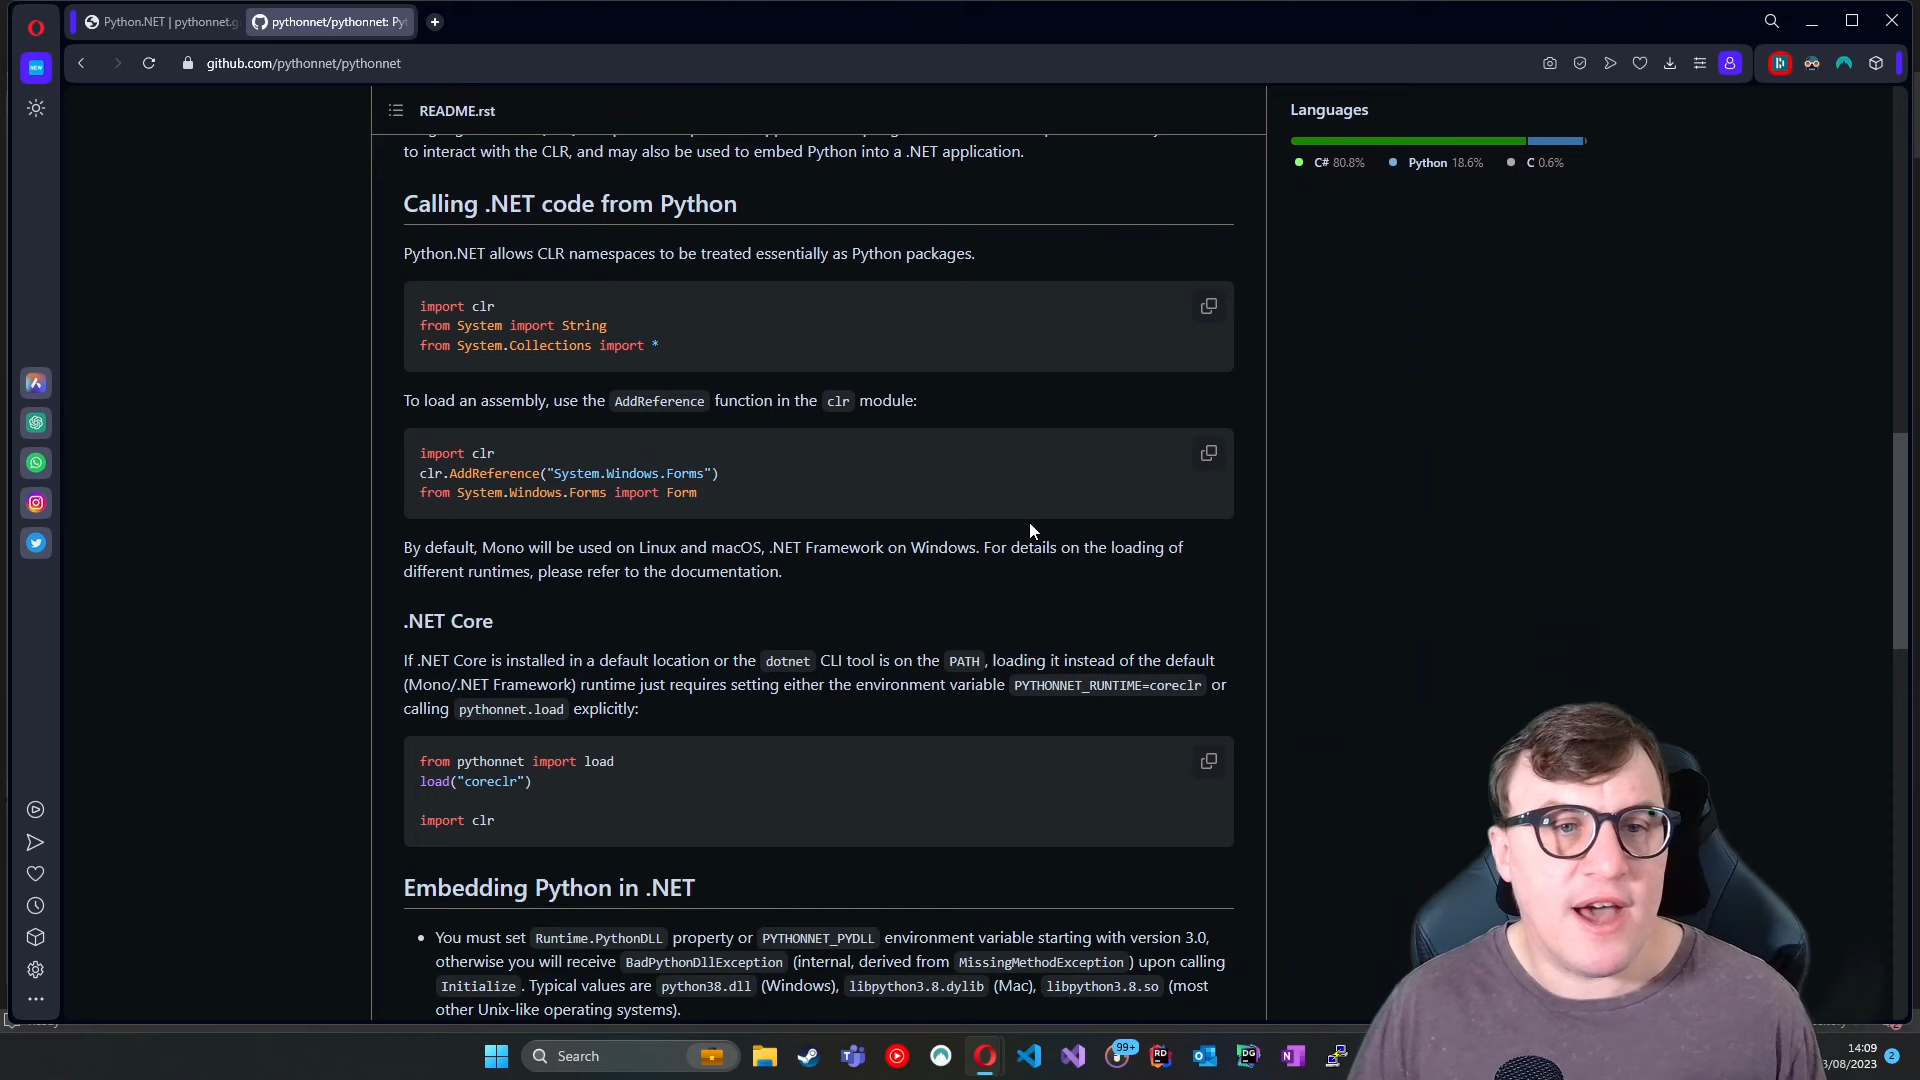 Python.NET | pythonnet.g
pythonnet/pythonnet: Py
github.com/pythonnet/pythonnet
NEW
README.rst
to interact with the CLR, and may also be used to embed Python into a .NET application.
Calling .NET code from Python
Python.NET allows CLR namespaces to be treated essentially as Python packages.
import clr
from System import String
from System.Collections import *
To load an assembly, use the AddReference function in the clr module:
import clr
clr.AddReference("System.Windows.Forms")
from System.Windows.Forms import Form
By default, Mono will be used on Linux and macOS, .NET Framework on Windows. For details on the loading of
different runtimes, please refer to the documentation.
.NET Core
If .NET Core is installed in a default location or the dotnet CLI tool is on the PATH, loading it instead of the default
(Mono/.NET Framework) runtime just requires setting either the environment variable PYTHONNET_RUNTIME=coreclr or
calling pythonnet.load explicitly:
from pythonnet import load
load("coreclr")
import clr
Embedding Python in .NET
• You must set Runtime.PythonDLL property or PYTHONNET_PYDLL environment variable starting with version 3.0,
otherwise you will receive BadPythonDllException (internal, derived from MissingMethodException) upon calling
Initialize. Typical values are python38.dll (Windows), libpython3.8.dylib (Mac), libpython3.8.so (most
other Unix-like operating systems).
Languages
C# 80.8% Python 18.6% C 0.6%
Search
99+
RD
DG
14:09
3/08/2023
2